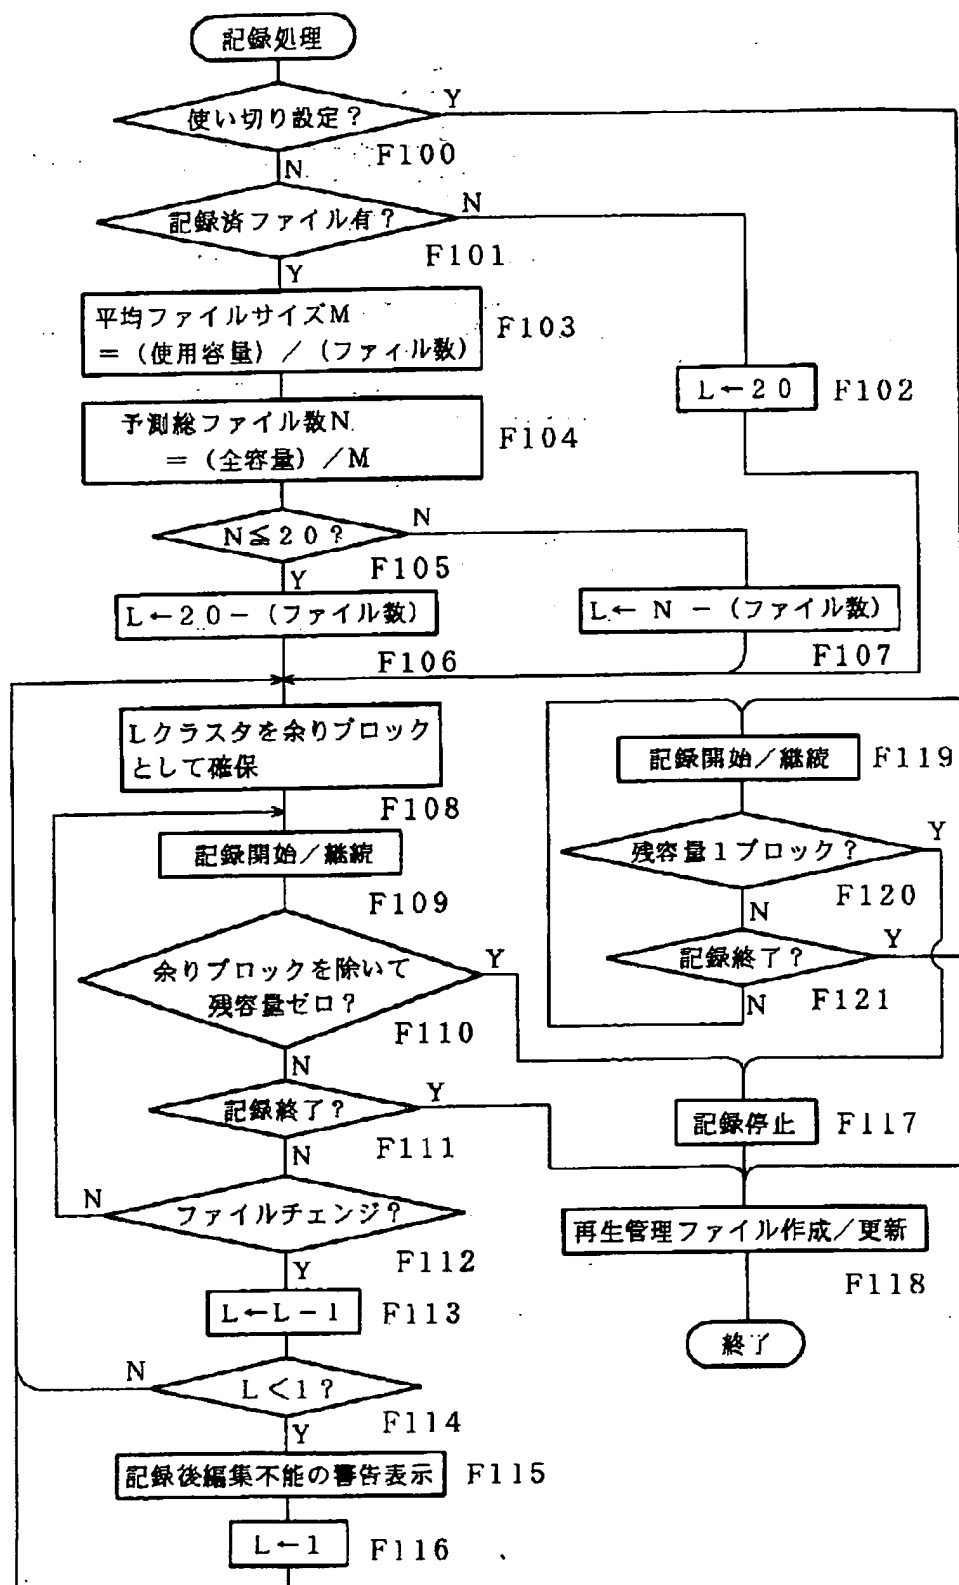 記録処理
使い切り設定？
Y
F100
N
記録済ファイル有？
N
F101
Y
平均ファイルサイズM
＝(使用容量)／(ファイル数)
F103
L←20
F102
予測総ファイル数N
＝(全容量)／M
F104
N≦20？
N
F105
Y
L←20－(ファイル数)
F106
L← N －(ファイル数)
F107
Lクラスタを余りブロック
として確保
F108
記録開始／継続
F109
余りブロックを除いて
残容量ゼロ？
Y
F110
N
記録終了？
Y
F111
N
ファイルチェンジ？
N
F112
Y
L←L－1
F113
L＜1？
N
F114
Y
記録後編集不能の警告表示
F115
L←1
F116
記録開始／継続
F119
残容量1ブロック？
Y
F120
N
記録終了？
Y
F121
N
記録停止
F117
再生管理ファイル作成／更新
F118
終了